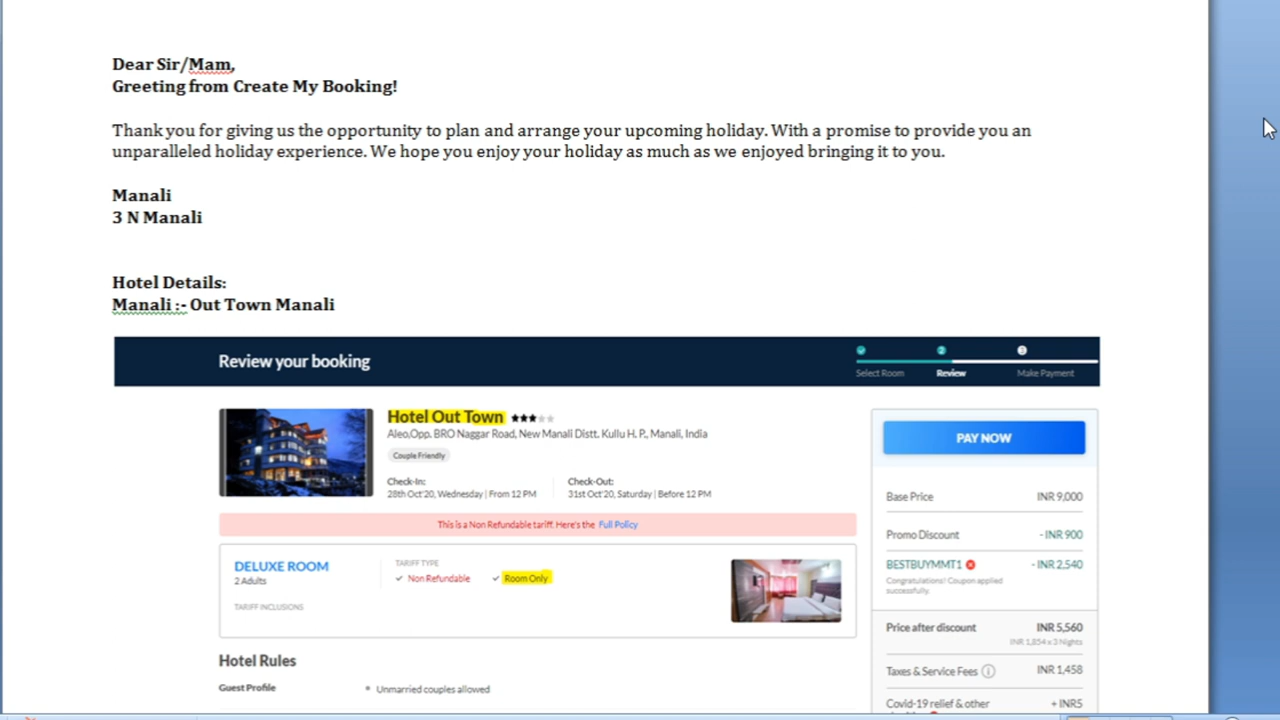 Dear Sir/Mam,
Greeting from Create My Booking!
Thank you for giving us the opportunity to plan and arrange your upcoming holiday. With a promise to provide you an
unparalleled holiday experience. We hope you enjoy your holiday as much as we enjoyed bringing it to you.
Manali
3 N Manali
Hotel Details:
Manali :- Out Town Manali
Review your booking
2
3
Select Room
Review
Make Payment
Hotel Out Town
Aleo,Opp. BRO Naggar Road, New Manali Distt. Kullu H. P., Manali, India
Couple Friendly
Check-In:
28th Oct'20, Wednesday | From 12 PM
Check-Out:
31st Oct'20, Saturday | Before 12 PM
This is a Non Refundable tariff. Here's the Full Policy
DELUXE ROOM
2 Adults
TARIFF INCLUSIONS
TARIFF TYPE
Non Refundable
Room Only
Hotel Rules
Guest Profile
Unmarried couples allowed
PAY NOW
Base Price INR 9,000
Promo Discount - INR 900
BESTBUYMMT1 - INR 2,540
Congratulations! Coupon applied
successfully.
Price after discount INR 5,560
INR 1,854 x 3 Nights
Taxes & Service Fees INR 1,458
Covid-19 relief & other + INR5